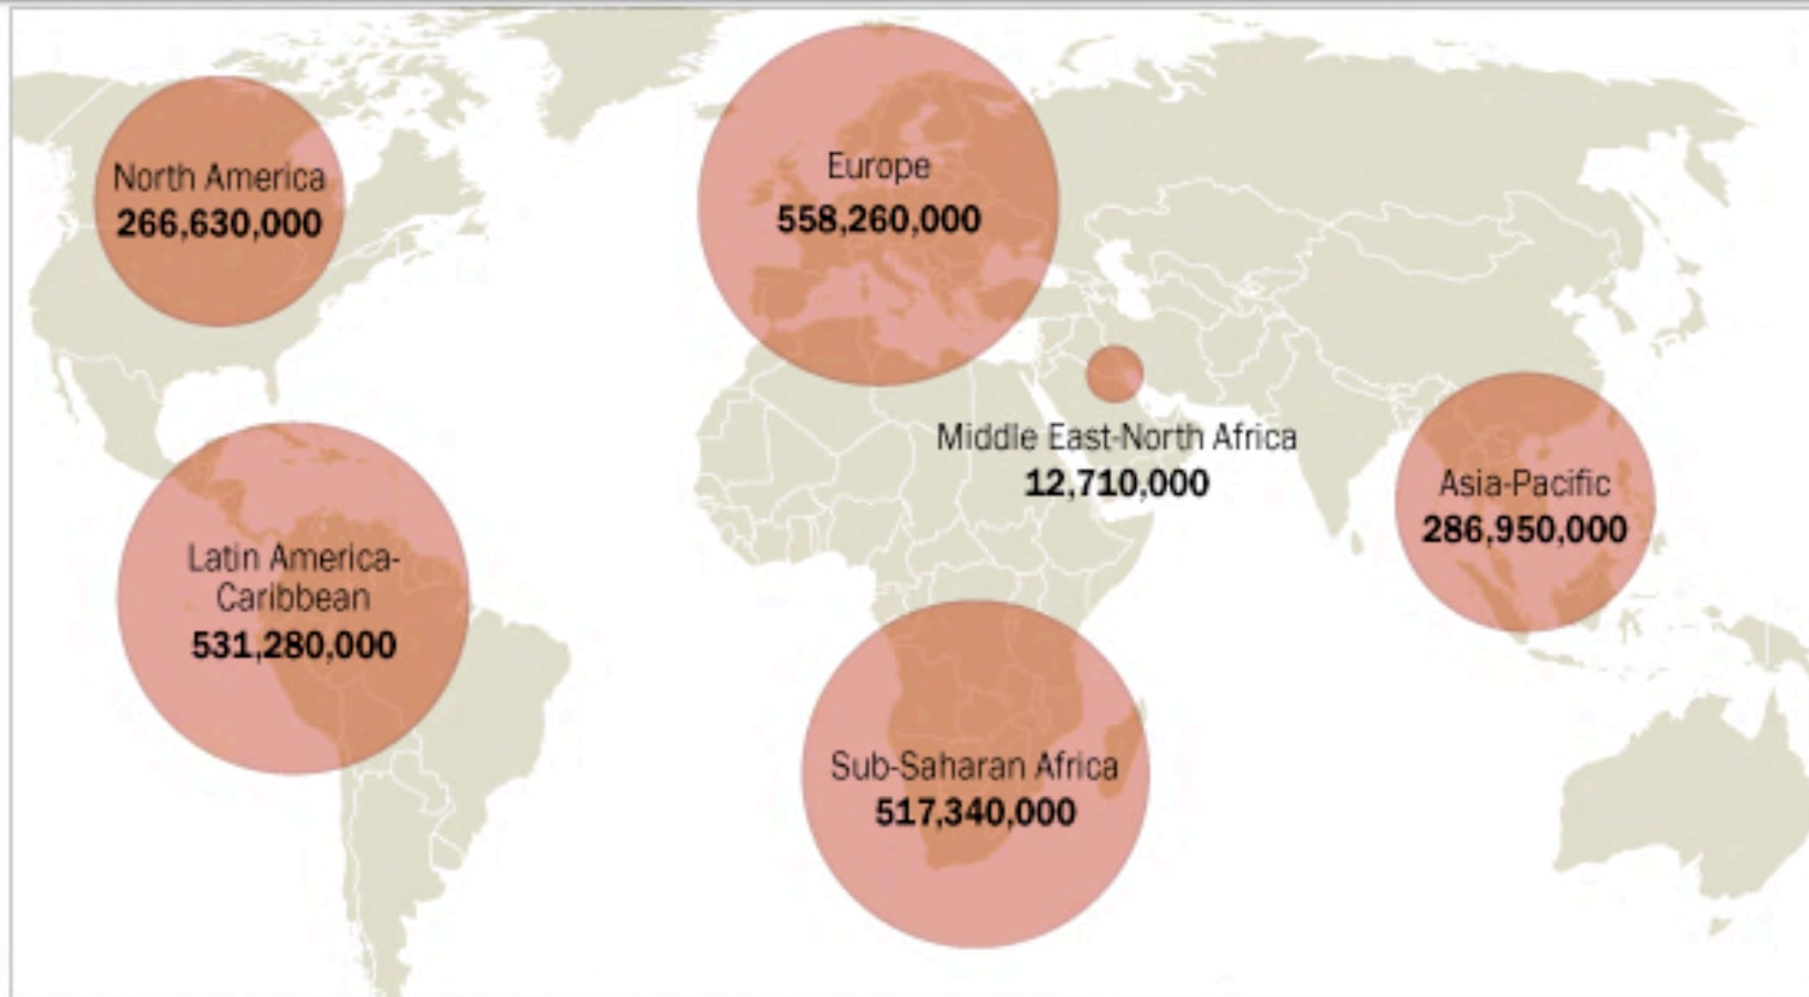 North America
266,630,000
Europe
558,260,000
Middle East-North Africa
12,710,000
Asia-Pacific
286,950,000
Latin America-
Caribbean
531,280,000
Sub-Saharan Africa
517,340,000